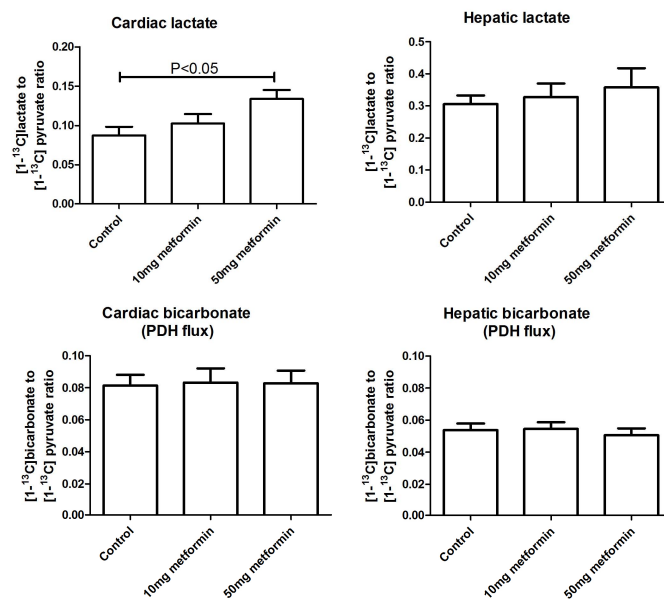 Cardiac lactate
[1-¹³C]lactate to
[1-¹³C] pyruvate ratio
0.20
0.15
0.10
0.05
0.00
P<0.05
Control
10mg metformin
50mg metformin
Hepatic lactate
[1-¹³C]lactate to
[1-¹³C] pyruvate ratio
0.5
0.4
0.3
0.2
0.1
0.0
Control
10mg metformin
50mg metformin
Cardiac bicarbonate
(PDH flux)
[1-¹³C]bicarbonate to
[1-¹³C] pyruvate ratio
0.10
0.08
0.06
0.04
0.02
0.00
Control
10mg metformin
50mg metformin
Hepatic bicarbonate
(PDH flux)
[1-¹³C]bicarbonate to
[1-¹³C] pyruvate ratio
0.10
0.08
0.06
0.04
0.02
0.00
Control
10mg metformin
50mg metformin